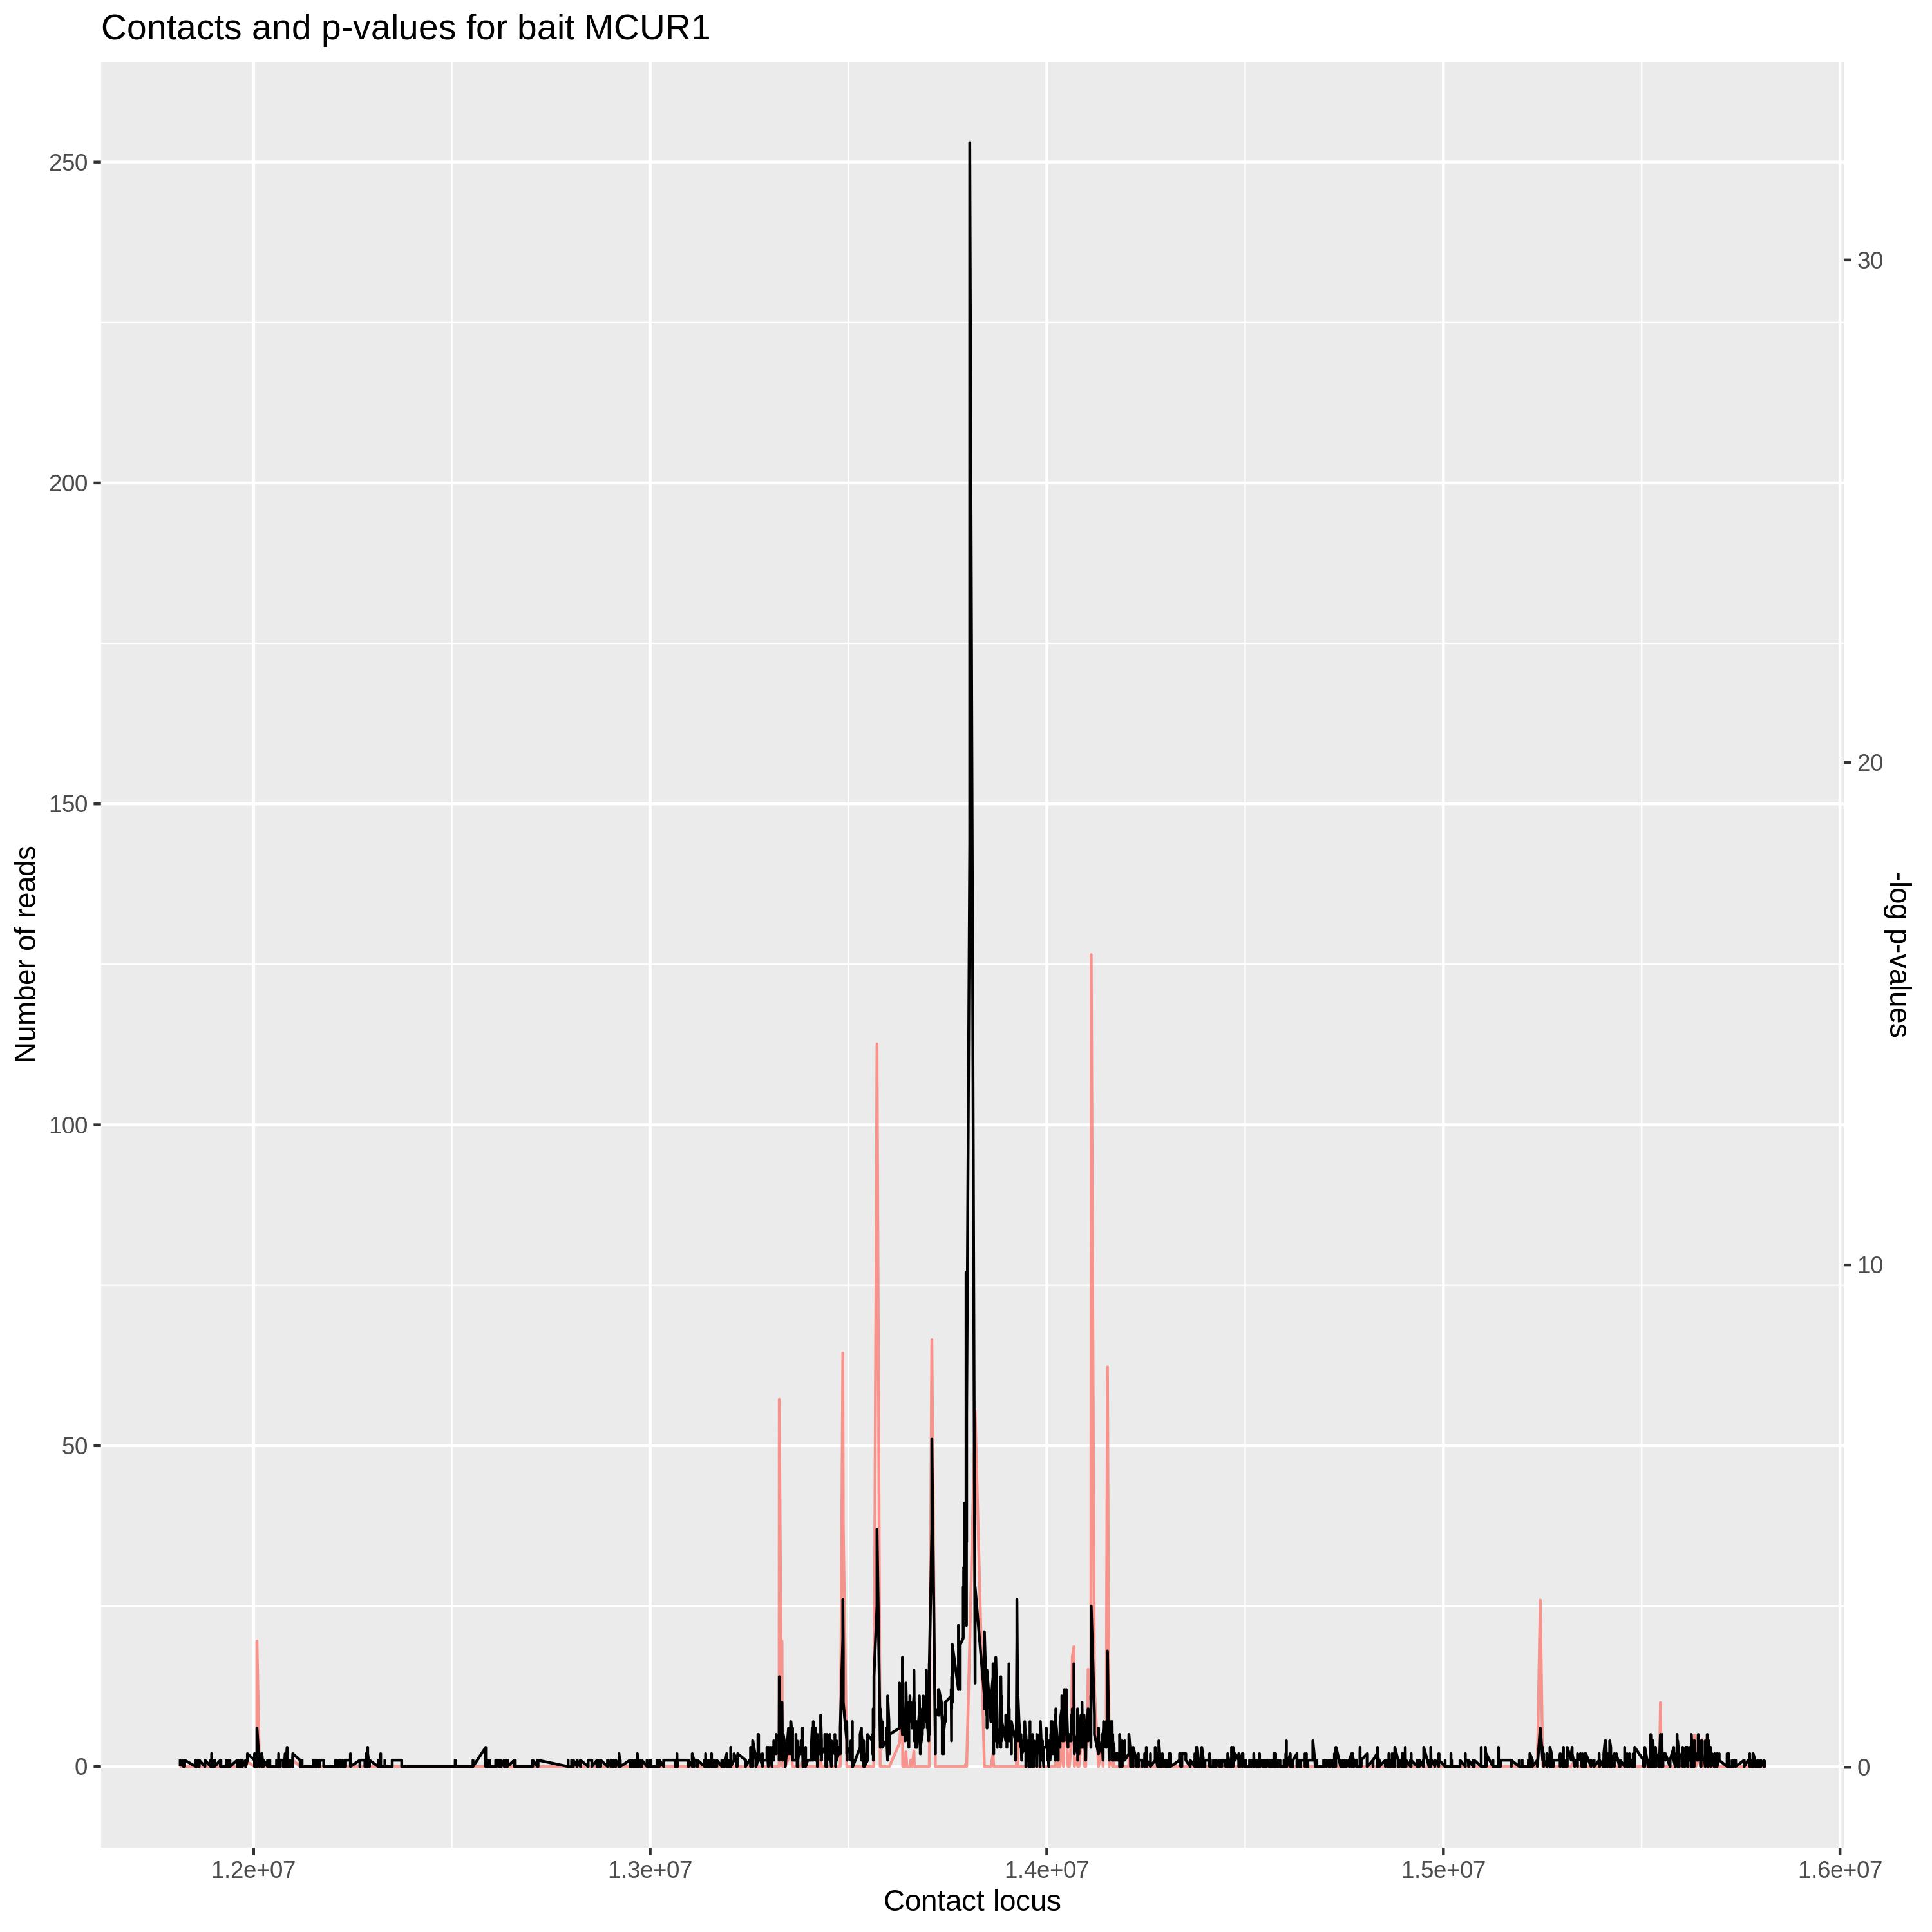 Contacts and p-values for bait MCUR1
Number of reads
250
200
150
100
50
0
30
20
10
0
-log p-values
1.2e+07
1.3e+07
1.4e+07
1.5e+07
1.6e+07
Contact locus